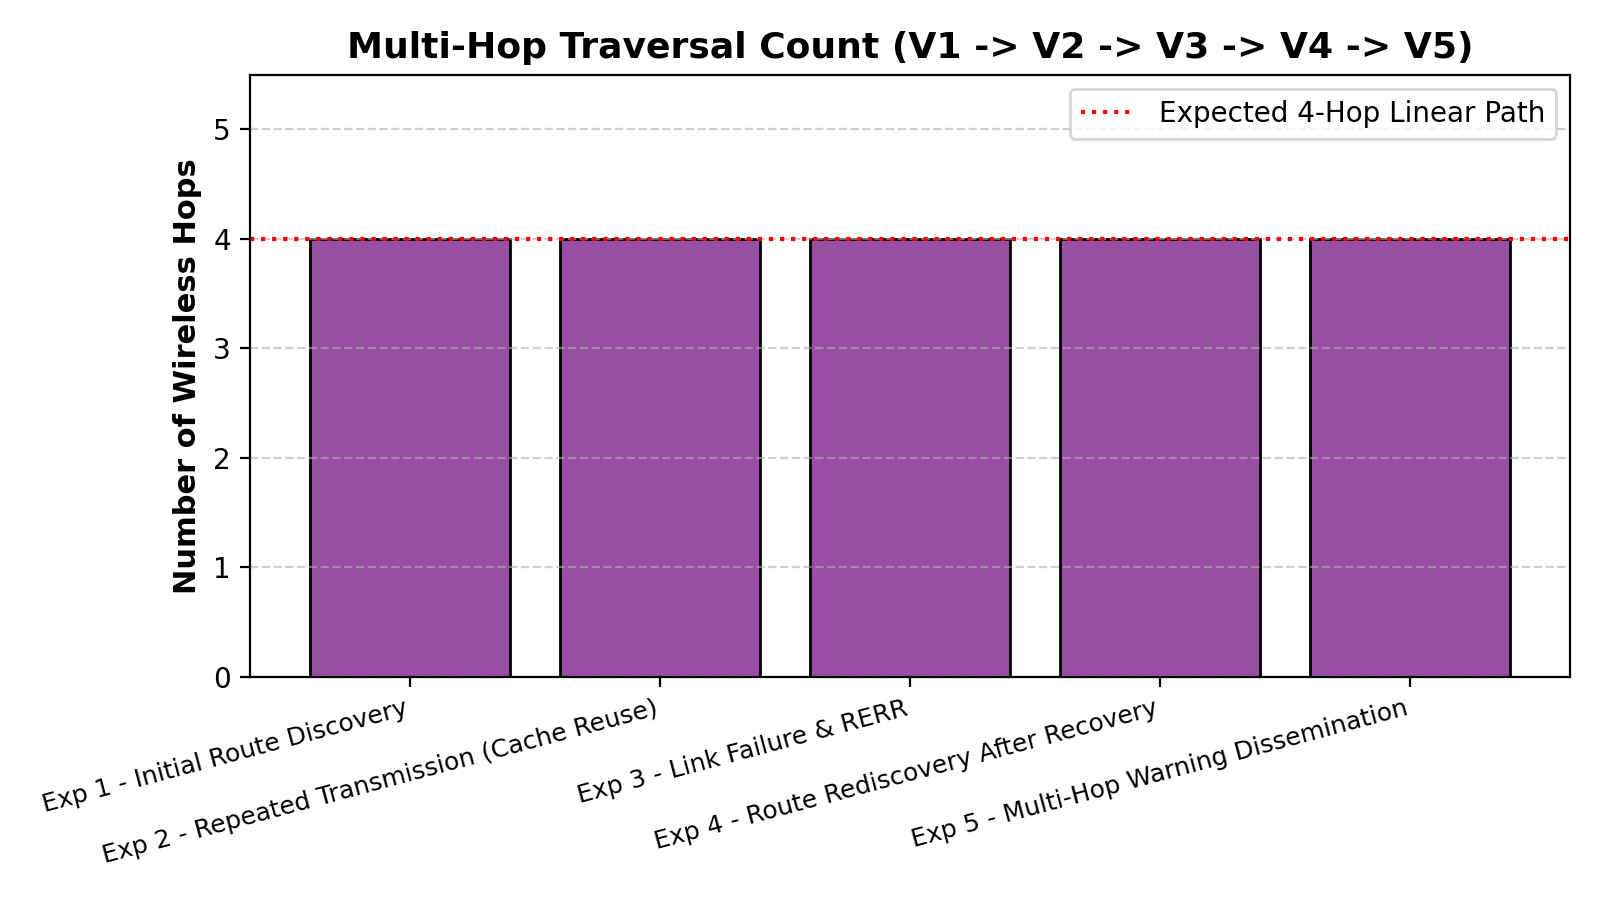 Multi-Hop Traversal Count (V1 -> V2 -> V3 -> V4 -> V5)
Expected 4-Hop Linear Path
Number of Wireless Hops
5
4
3
2
1
0
Exp 1 - Initial Route Discovery
Exp 2 - Repeated Transmission (Cache Reuse)
Exp 3 - Link Failure & RERR
Exp 4 - Route Rediscovery After Recovery
Exp 5 - Multi-Hop Warning Dissemination